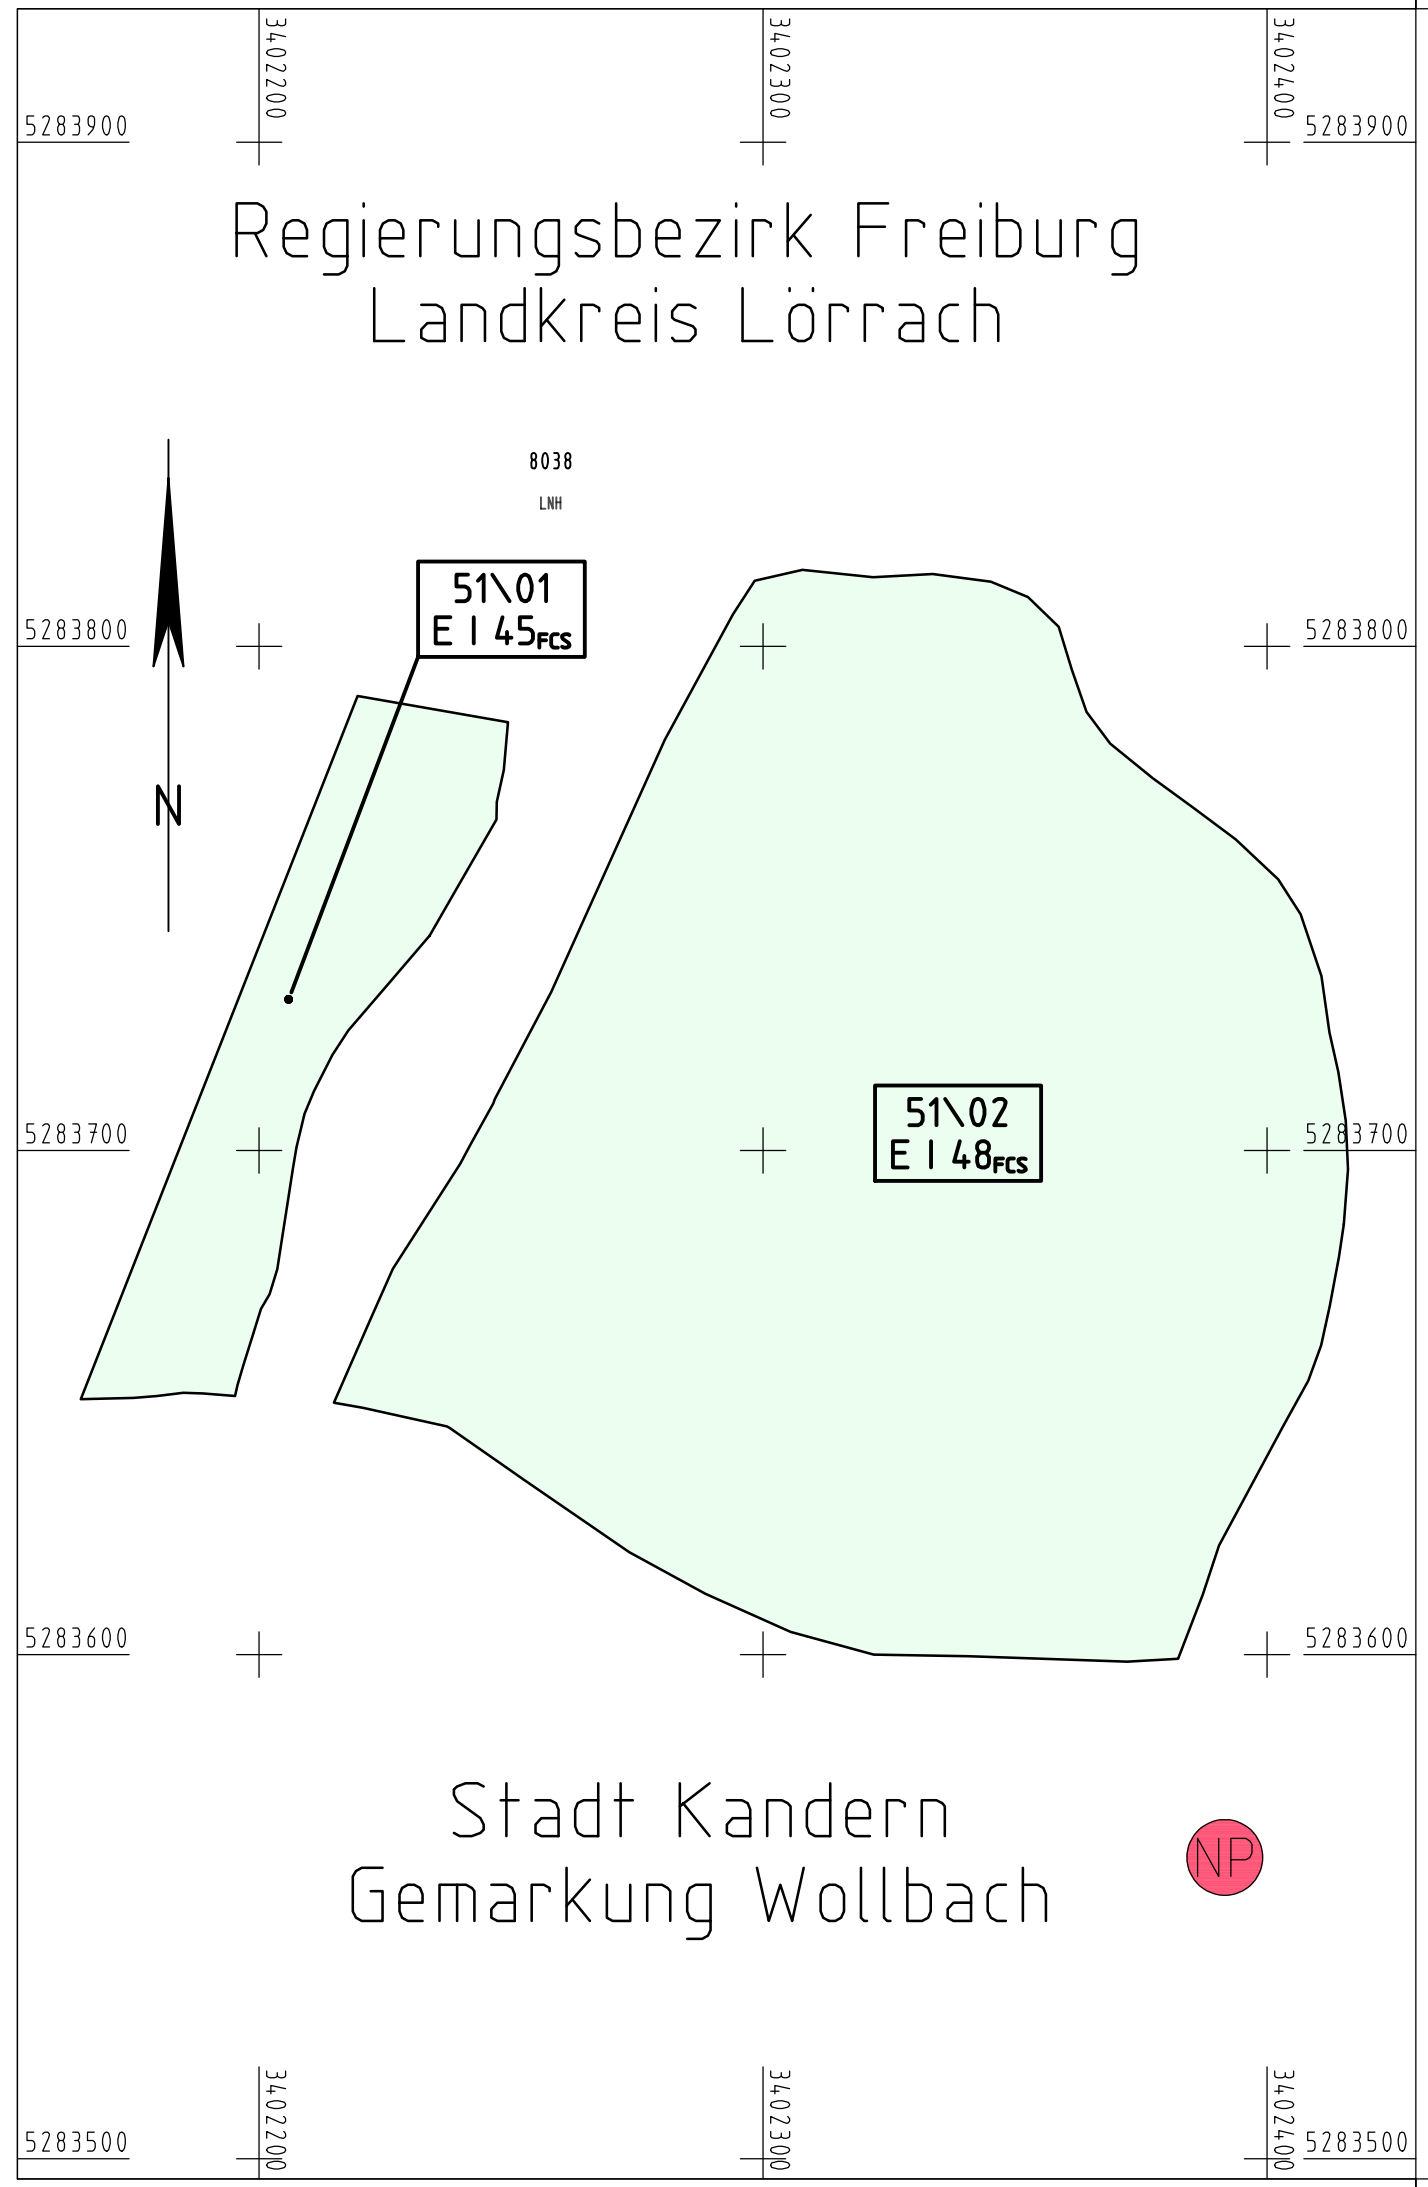 3402200
3402300
3402400
5283900
5283900
Regierungsbezirk Freiburg
Landkreis Lörrach
8038
LNH
51\01
E I 45FCS
5283800
5283800
N
51\02
E I 48FCS
5283700
5283700
5283600
5283600
Stadt Kandern
Gemarkung Wollbach
NP
3402200
3402300
3402400
5283500
5283500